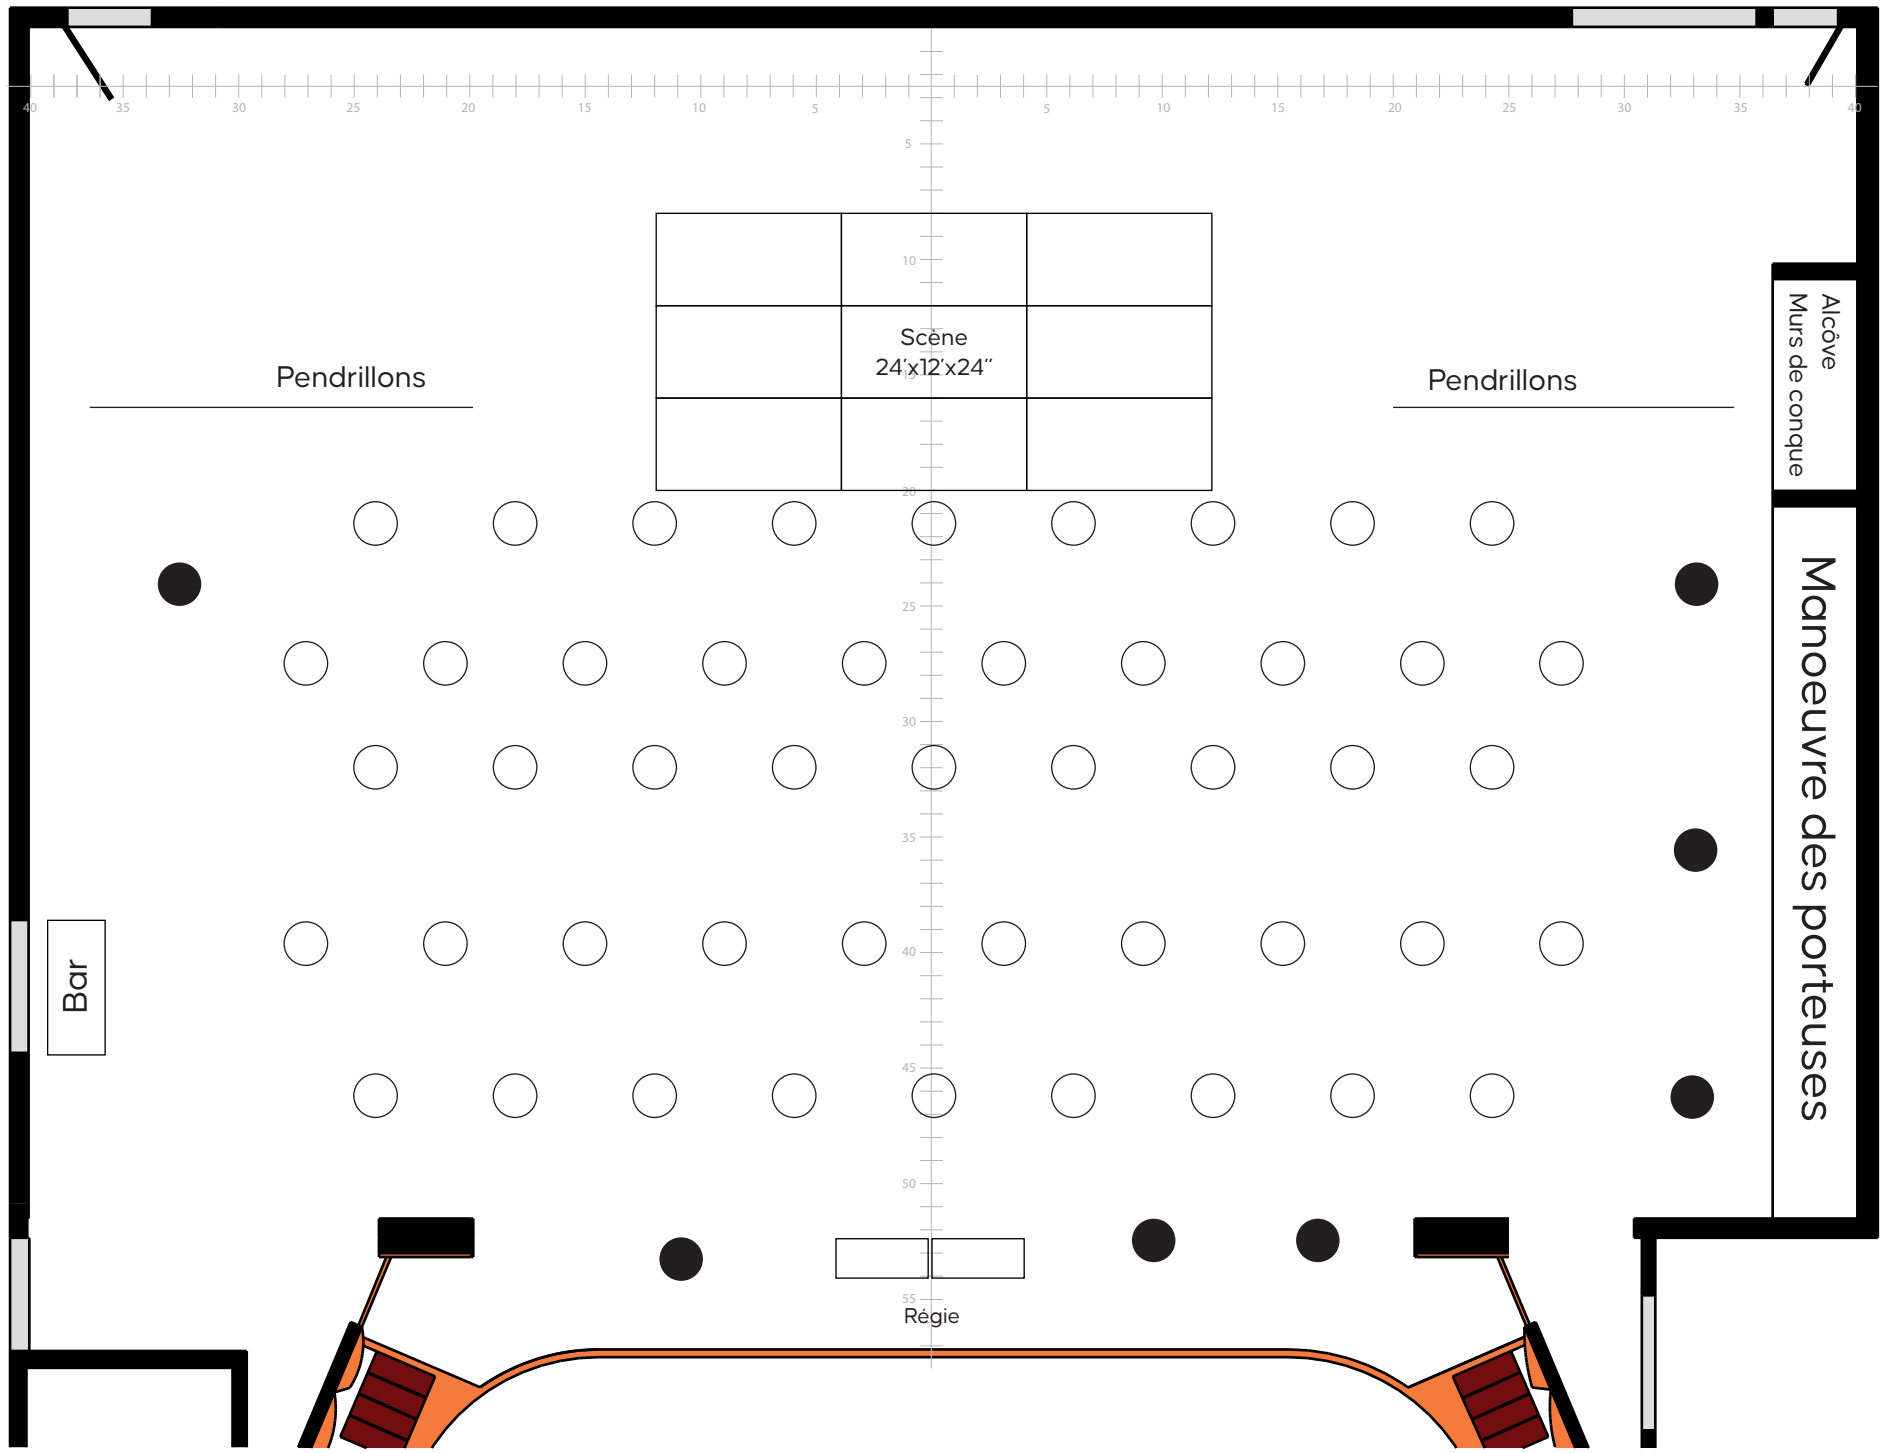 40 35 30 25 20 15 10 5 5 10 15 20 25 30 35 40
5
10
Scène
24'x12'x24"
15
Pendrillons
Pendrillons
Alcôve
Murs de conque
20
25
30
35
40
45
50
55
Manoeuvre des porteuses
Bar
Régie